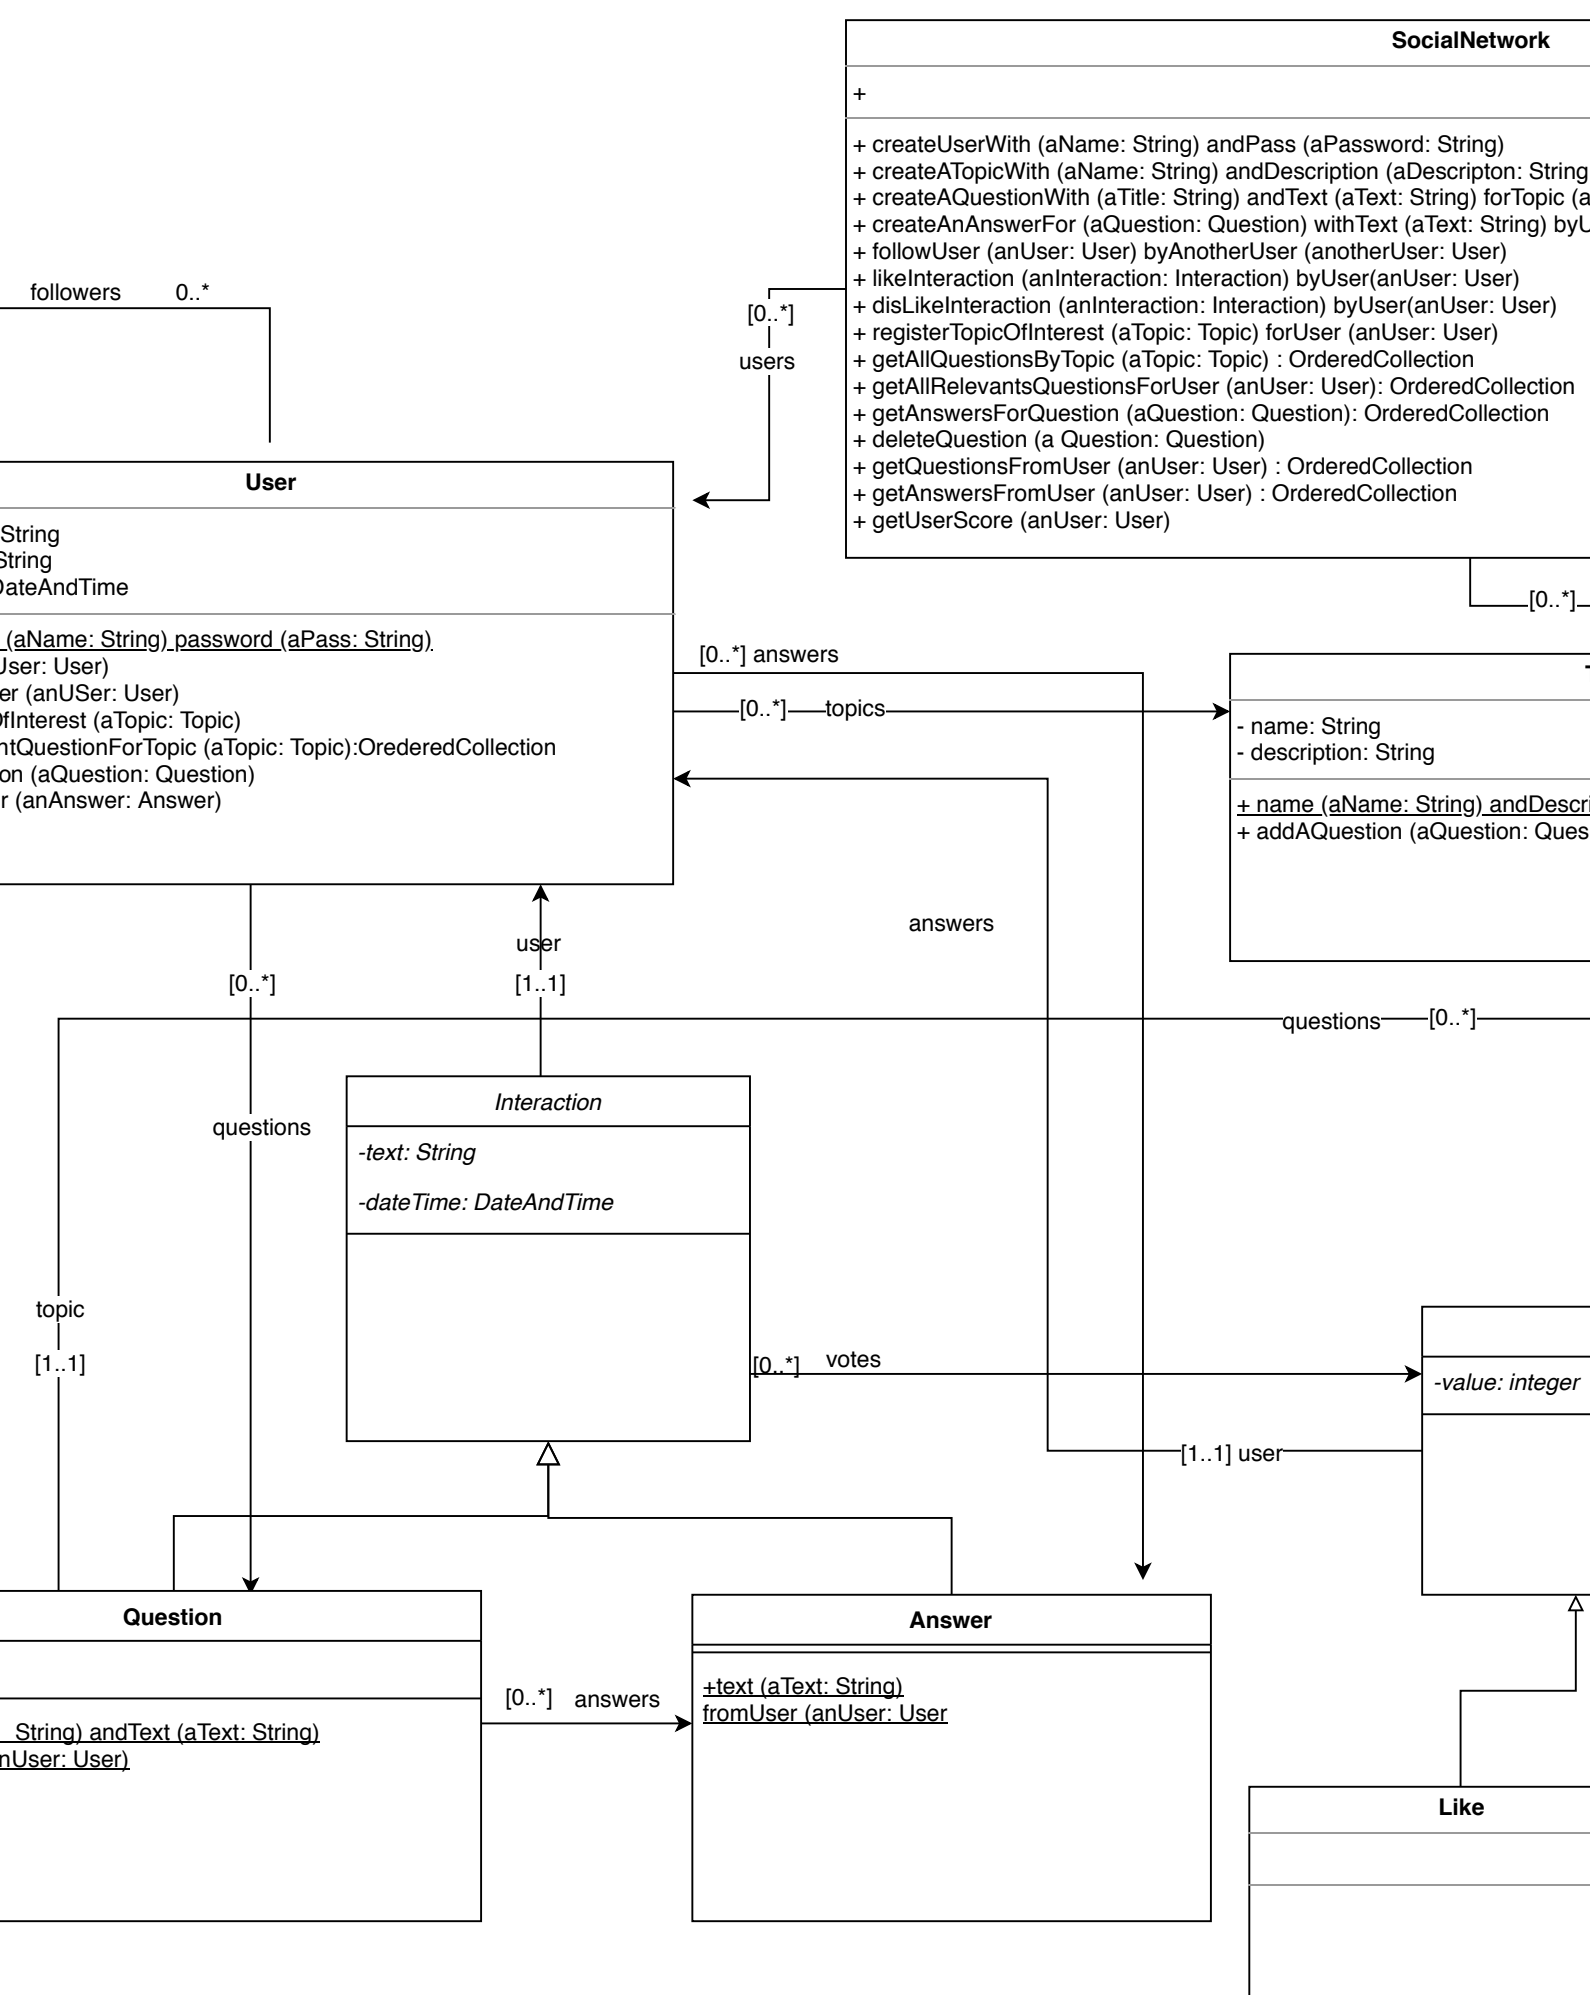 SocialNetwork
+
+ createUserWith (aName: String) andPass (aPassword: String)
+ createATopicWith (aName: String) andDescription (aDescripton: String
+ createAQuestionWith (aTitle: String) andText (aText: String) forTopic (a
+ createAnAnswerFor (aQuestion: Question) withText (aText: String) byU
+ followUser (anUser: User) byAnotherUser (anotherUser: User)
+ likeInteraction (anInteraction: Interaction) byUser(anUser: User)
+ disLikeInteraction (anInteraction: Interaction) byUser(anUser: User)
+ registerTopicOfInterest (aTopic: Topic) forUser (anUser: User)
+ getAllQuestionsByTopic (aTopic: Topic) : OrderedCollection
+ getAllRelevantsQuestionsForUser (anUser: User): OrderedCollection
+ getAnswersForQuestion (aQuestion: Question): OrderedCollection
+ deleteQuestion (a Question: Question)
+ getQuestionsFromUser (anUser: User) : OrderedCollection
+ getAnswersFromUser (anUser: User) : OrderedCollection
+ getUserScore (anUser: User)
followers 0..*
[0..*]
users
[0..*]
User
String
String
DateAndTime
(aName: String) password (aPass: String)
User: User)
er (anUSer: User)
OfInterest (aTopic: Topic)
ntQuestionForTopic (aTopic: Topic):OrederedCollection
on (aQuestion: Question)
r (anAnswer: Answer)
[0..*] answers
[0..*] topics
- name: String
- description: String
+ name (aName: String) andDescri
+ addAQuestion (aQuestion: Ques
answers
user
[0..*]
[1..1]
questions [0..*]
questions
Interaction
-text: String
-dateTime: DateAndTime
topic
[1..1]
[0..*] votes
-value: integer
[1..1] user
Question
String) andText (aText: String)
nUser: User)
[0..*] answers
Answer
+text (aText: String)
fromUser (anUser: User
Like